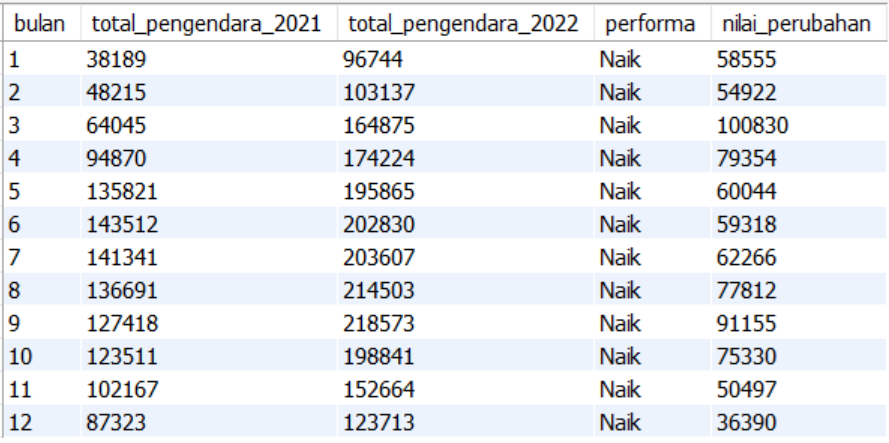 bulan total_pengendara_2021 total_pengendara_2022 performa nilai_perubahan
1 38189 96744 Naik 58555
2 48215 103137 Naik 54922
3 64045 164875 Naik 100830
4 94870 174224 Naik 79354
5 135821 195865 Naik 60044
6 143512 202830 Naik 59318
7 141341 203607 Naik 62266
8 136691 214503 Naik 77812
9 127418 218573 Naik 91155
10 123511 198841 Naik 75330
11 102167 152664 Naik 50497
12 87323 123713 Naik 36390